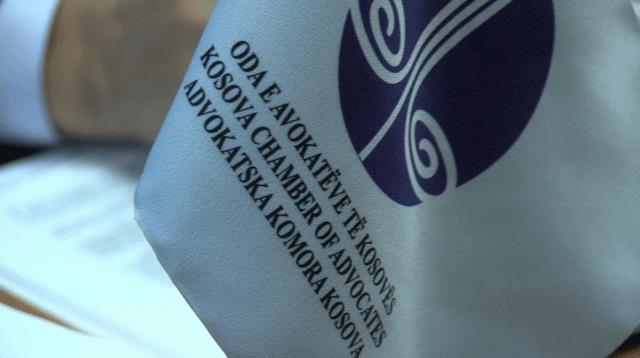 ODA E AVOKATËVE TË KOSOVËS
KOSOVA CHAMBER OF ADVOCATES
ADVOKATSKA KOMORA KOSOVA